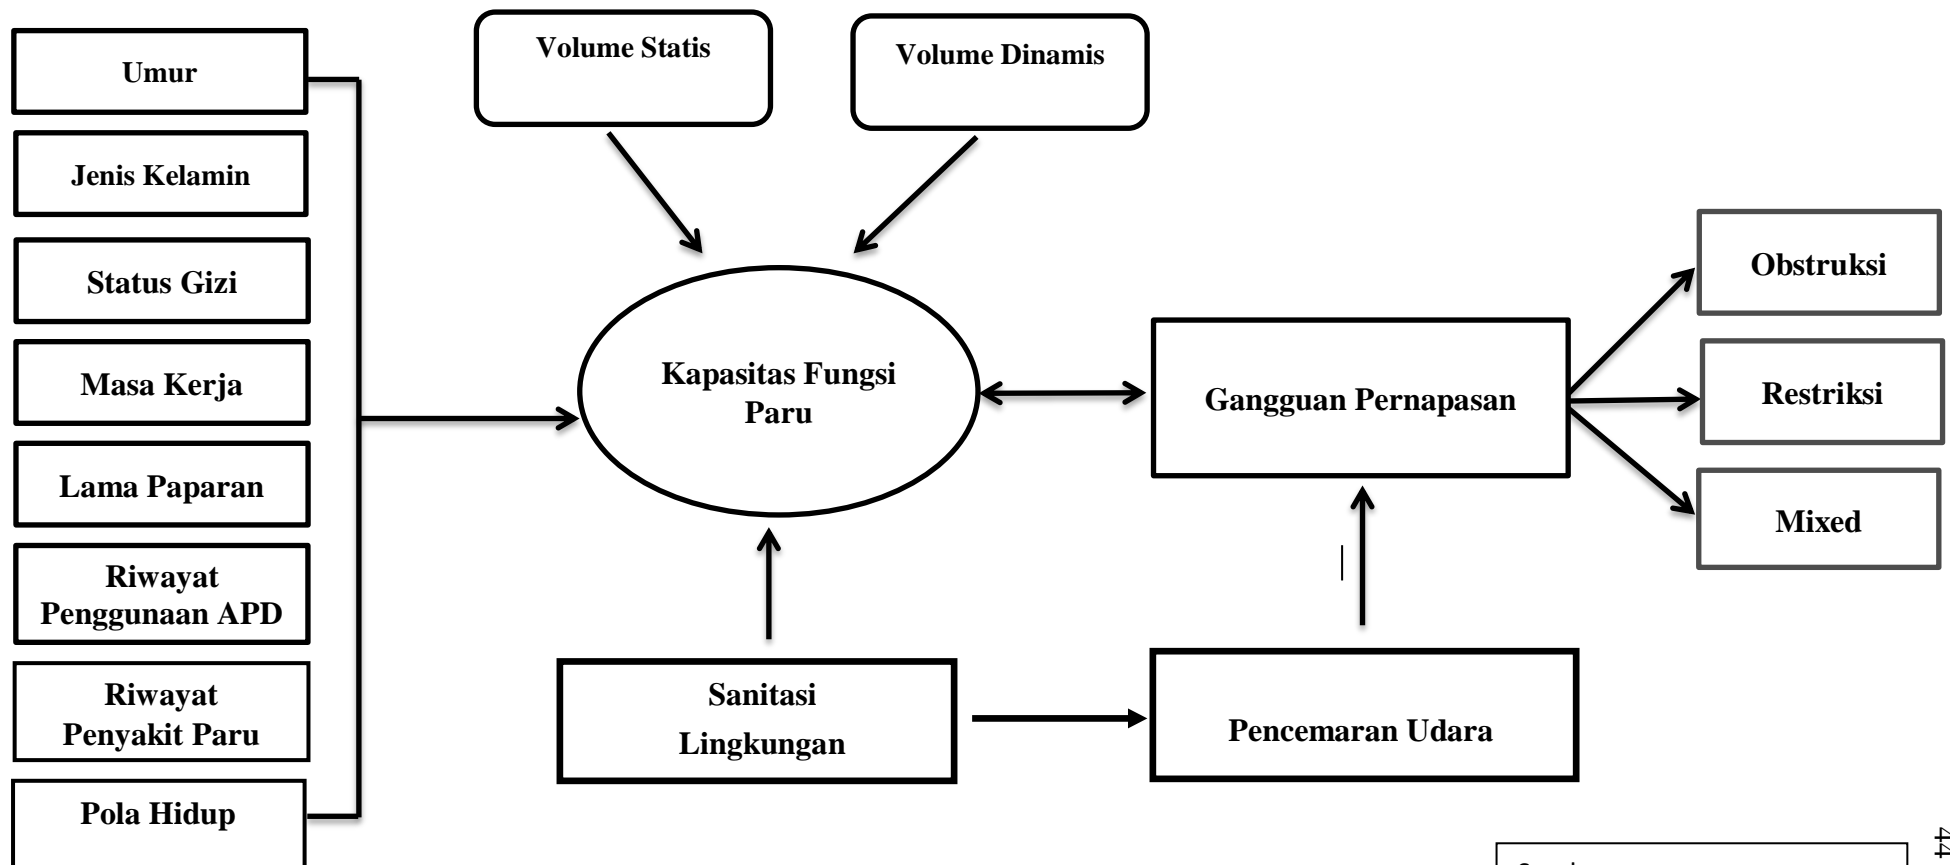 Umur
Jenis Kelamin
Status Gizi
Masa Kerja
Lama Paparan
Riwayat
Penggunaan APD
Riwayat
Penyakit Paru
Pola Hidup
Volume Statis
Volume Dinamis
Kapasitas Fungsi
Paru
Sanitasi
Lingkungan
Gangguan Pernapasan
Pencemaran Udara
Obstruksi
Restriksi
Mixed
44